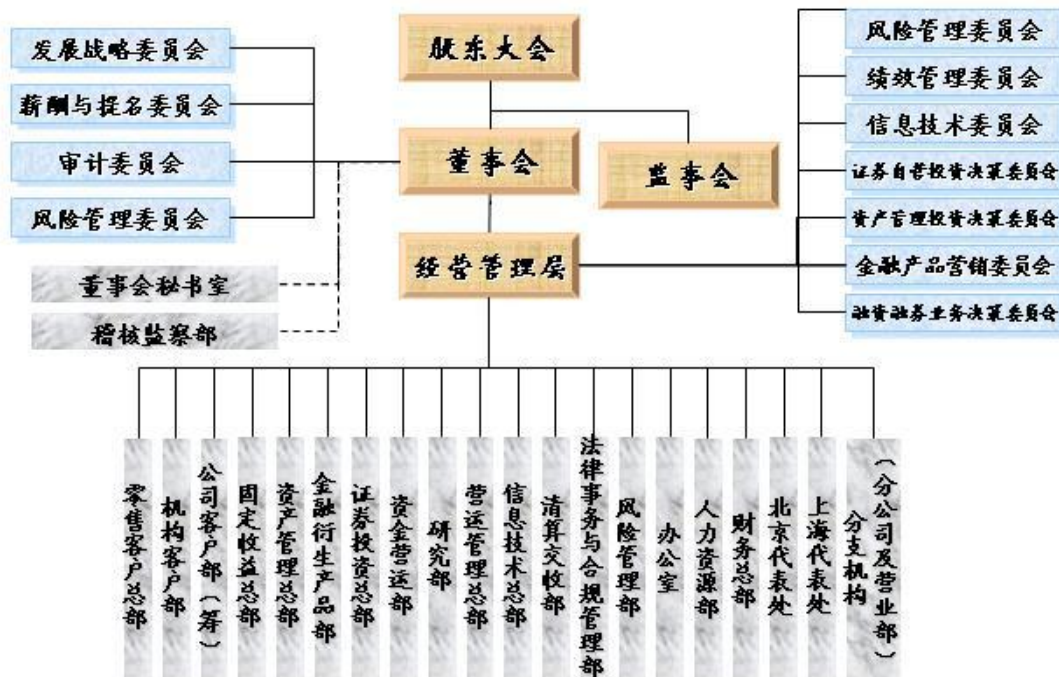 股东大会
董事会
监事会
经营管理层
发展战略委员会
薪酬与提名委员会
审计委员会
风险管理委员会
董事会秘书室
稽核监察部
风险管理委员会
绩效管理委员会
信息技术委员会
证券自营投资决策委员会
资产管理投资决策委员会
金融产品营销委员会
融资融券业务决策委员会
零售客户总部
机构客户部
公司客户部（筹）
固定收益总部
资产管理总部
金融衍生产品部
证券投资总部
资金营运部
研究部
营运管理总部
信息技术总部
清算交收部
法律事务与合规管理部
风险管理部
办公室
人力资源部
财务总部
北京代表处
上海代表处
分支机构
（分公司及营业部）